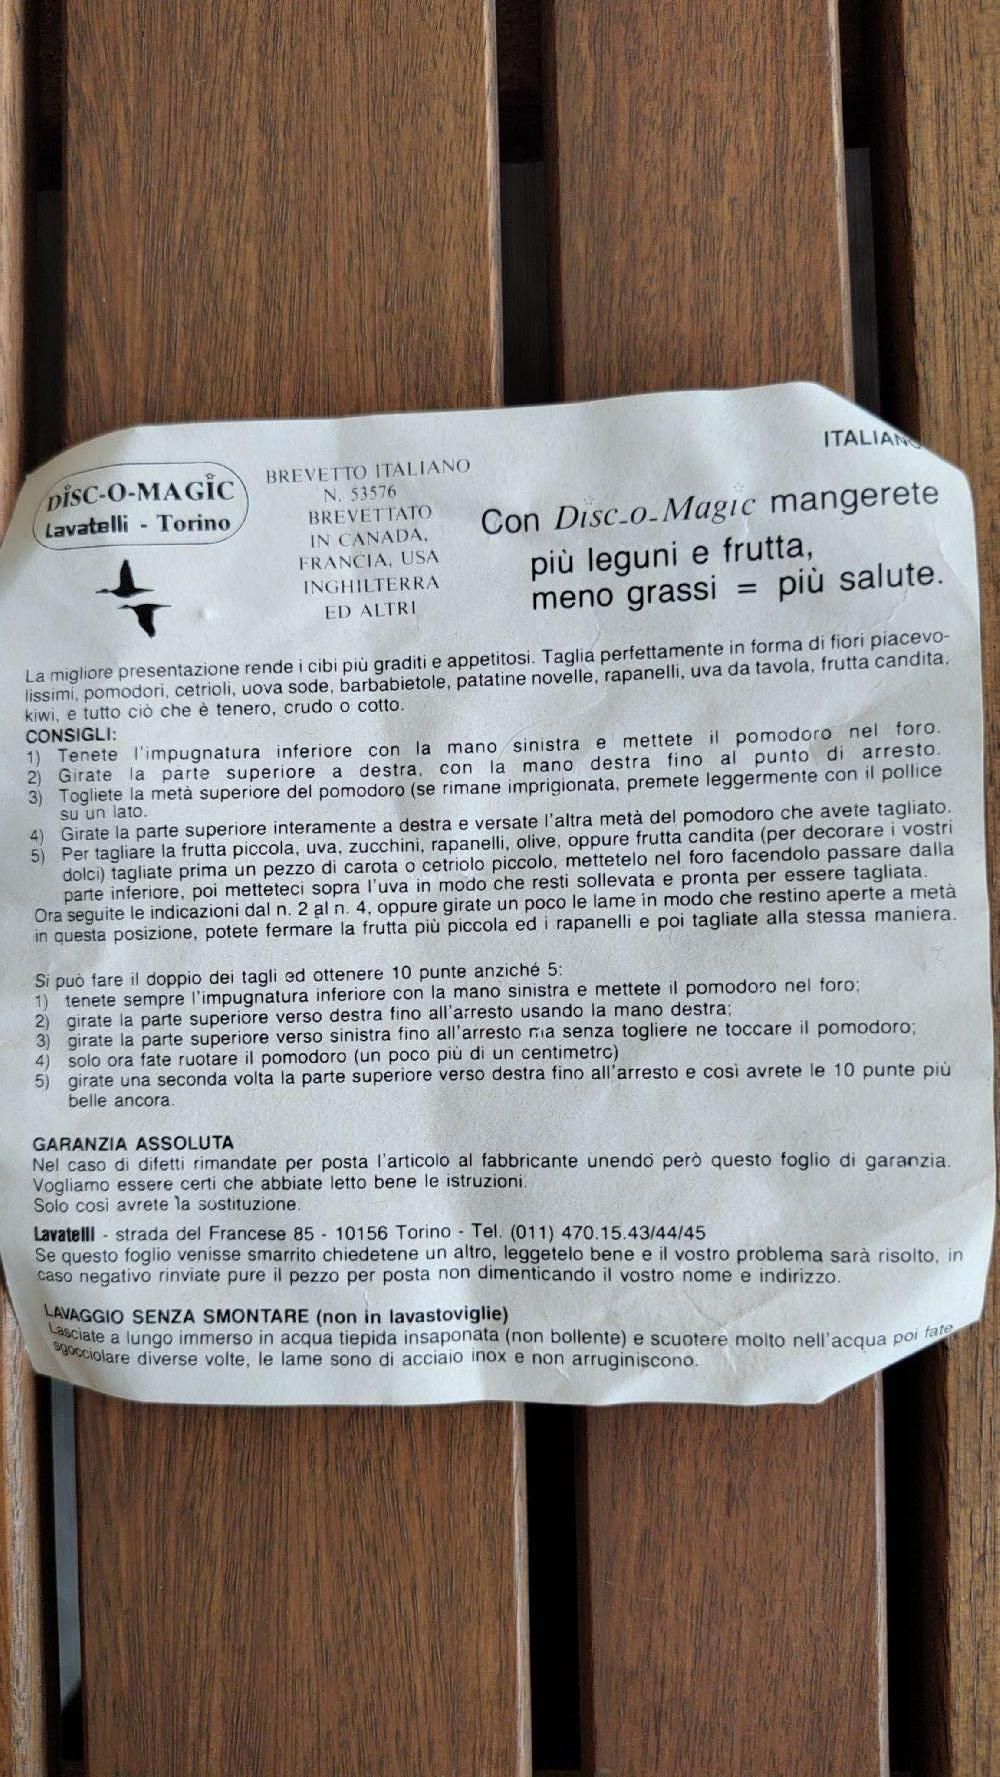 ITALIANO
DISC-O-MAGIC
Lavatelli - Torino
BREVETTO ITALIANO
N. 53576
BREVETTATO
IN CANADA,
FRANCIA, USA
INGHILTERRA
ED ALTRI
Con Disc-o-Magic mangerete
più leguni e frutta,
meno grassi = più salute.
La migliore presentazione rende i cibi più graditi e appetitosi. Taglia perfettamente in forma di fiori piacevo-
lissimi, pomodori, cetrioli, uova sode, barbabietole, patatine novelle, rapanelli, uva da tavola, frutta candita,
kiwi, e tutto ciò che è tenero, crudo o cotto.
CONSIGLI:
1) Tenete l'impugnatura inferiore con la mano sinistra e mettete il pomodoro nel foro.
2) Girate la parte superiore a destra, con la mano destra fino al punto di arresto.
3) Togliete la metà superiore del pomodoro (se rimane imprigionata, premete leggermente con il pollice
su un lato.
4) Girate la parte superiore interamente a destra e versate l'altra metà del pomodoro che avete tagliato.
5) Per tagliare la frutta piccola, uva, zucchini, rapanelli, olive, oppure frutta candita (per decorare i vostri
dolci) tagliate prima un pezzo di carota o cetriolo piccolo, mettetelo nel foro facendolo passare dalla
parte inferiore, poi metteteci sopra l'uva in modo che resti sollevata e pronta per essere tagliata.
Ora seguite le indicazioni dal n. 2 al n. 4, oppure girate un poco le lame in modo che restino aperte a metà
in questa posizione, potete fermare la frutta più piccola ed i rapanelli e poi tagliate alla stessa maniera.
Si può fare il doppio dei tagli ed ottenere 10 punte anziché 5:
1) tenete sempre l'impugnatura inferiore con la mano sinistra e mettete il pomodoro nel foro;
2) girate la parte superiore verso destra fino all'arresto usando la mano destra;
3) girate la parte superiore verso sinistra fino all'arresto ma senza togliere ne toccare il pomodoro;
4) solo ora fate ruotare il pomodoro (un poco più di un centimetro)
5) girate una seconda volta la parte superiore verso destra fino all'arresto e così avrete le 10 punte più
belle ancora.
GARANZIA ASSOLUTA
Nel caso di difetti rimandate per posta l'articolo al fabbricante unendo però questo foglio di garanzia.
Vogliamo essere certi che abbiate letto bene le istruzioni.
Solo così avrete la sostituzione.
Lavatelli - strada del Francese 85 - 10156 Torino - Tel. (011) 470.15.43/44/45
Se questo foglio venisse smarrito chiedetene un altro, leggetelo bene e il vostro problema sarà risolto, in
caso negativo rinviate pure il pezzo per posta non dimenticando il vostro nome e indirizzo.
LAVAGGIO SENZA SMONTARE (non in lavastoviglie)
Lasciate a lungo immerso in acqua tiepida insaponata (non bollente) e scuotere molto nell'acqua poi fate
sgocciolare diverse volte, le lame sono di acciaio inox e non arruginiscono.